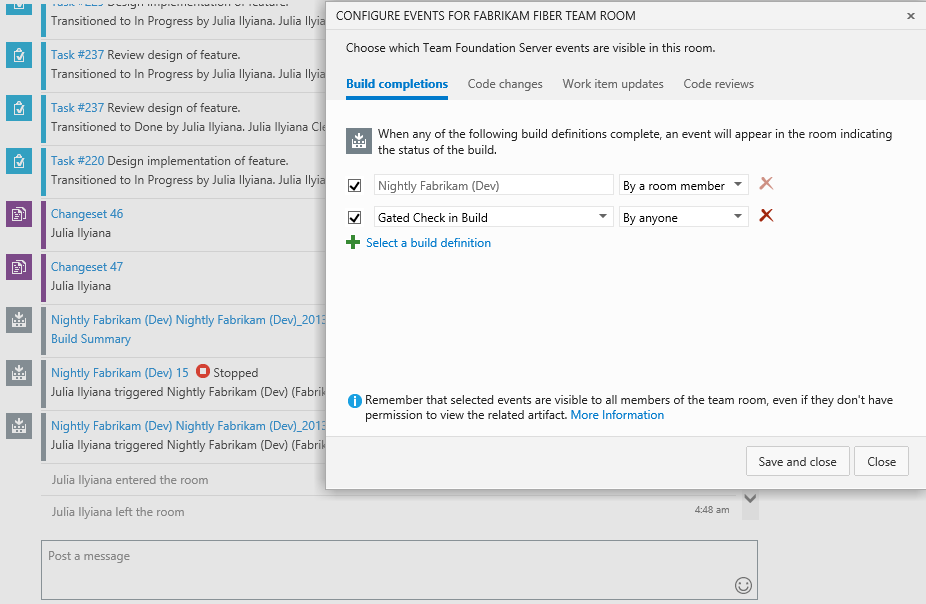 Task #225 Design implementation of feature.
Transitioned to In Progress by Julia Ilyiana. Julia Ilyia
Task #237 Review design of feature.
Transitioned to In Progress by Julia Ilyiana. Julia Ilyia
Task #237 Review design of feature.
Transitioned to Done by Julia Ilyiana. Julia Ilyiana Cle
Task #220 Design implementation of feature.
Transitioned to In Progress by Julia Ilyiana. Julia Ilyia
Changeset 46
Julia Ilyiana
Changeset 47
Julia Ilyiana
Nightly Fabrikam (Dev) Nightly Fabrikam (Dev)_2013
Build Summary
Nightly Fabrikam (Dev) 15 Stopped
Julia Ilyiana triggered Nightly Fabrikam (Dev) (Fabrik
Nightly Fabrikam (Dev) Nightly Fabrikam (Dev)_2013
Julia Ilyiana triggered Nightly Fabrikam (Dev) (Fabrik
Julia Ilyiana entered the room
Julia Ilyiana left the room
4:48 am
Post a message
CONFIGURE EVENTS FOR FABRIKAM FIBER TEAM ROOM
Choose which Team Foundation Server events are visible in this room.
Build completions Code changes Work item updates Code reviews
When any of the following build definitions complete, an event will appear in the room indicating
the status of the build.
Nightly Fabrikam (Dev) By a room member
Gated Check in Build By anyone
Select a build definition
Remember that selected events are visible to all members of the team room, even if they don't have
permission to view the related artifact. More Information
Save and close Close